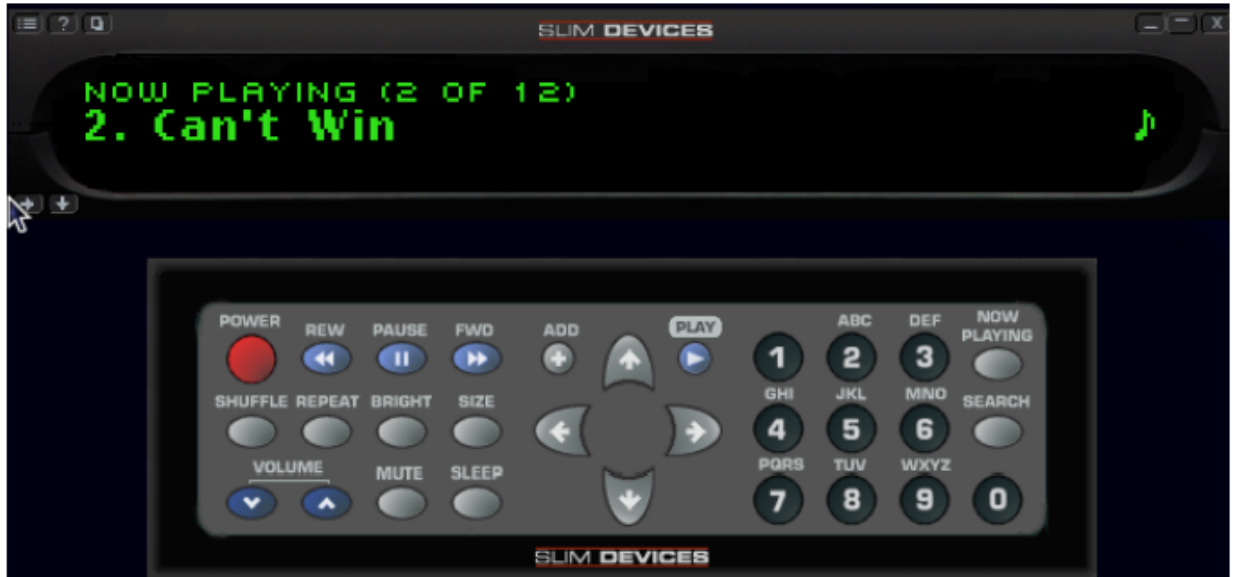 ?
SLIM DEVICES
X
NOW PLAYING (2 OF 12)
2. Can't Win
POWER REW PAUSE FWD ADD PLAY ABC DEF NOW PLAYING
1 2 3
SHUFFLE REPEAT BRIGHT SIZE GHI JKL MNO SEARCH
4 5 6
VOLUME MUTE SLEEP PQRS TUV WXYZ
7 8 9 0
SLIM DEVICES